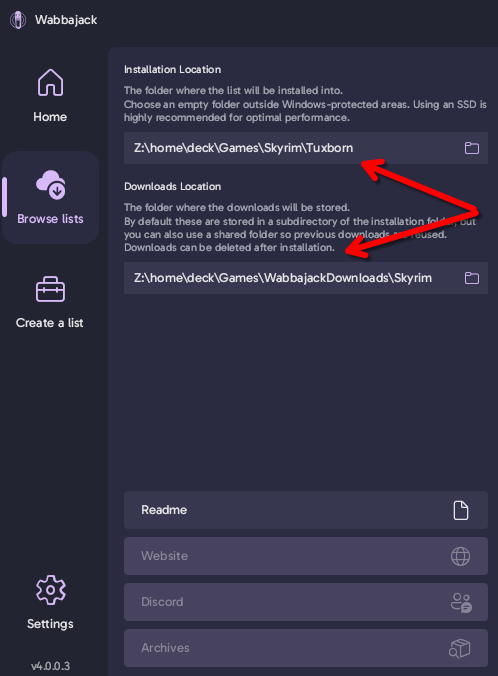 Wabbajack
Home
Browse lists
Create a list
Settings
v4.0.0.3
Installation Location
The folder where the list will be installed into.
Choose an empty folder outside Windows-protected areas. Using an SSD is
highly recommended for optimal performance.
Z:\home\deck\Games\Skyrim\Tuxborn
Downloads Location
The folder where the downloads will be stored.
By default these are stored in a subdirectory of the installation folder, but
you can also use a shared folder so previous downloads are reused.
Downloads can be deleted after installation.
Z:\home\deck\Games\WabbajackDownloads\Skyrim
Readme
Website
Discord
Archives